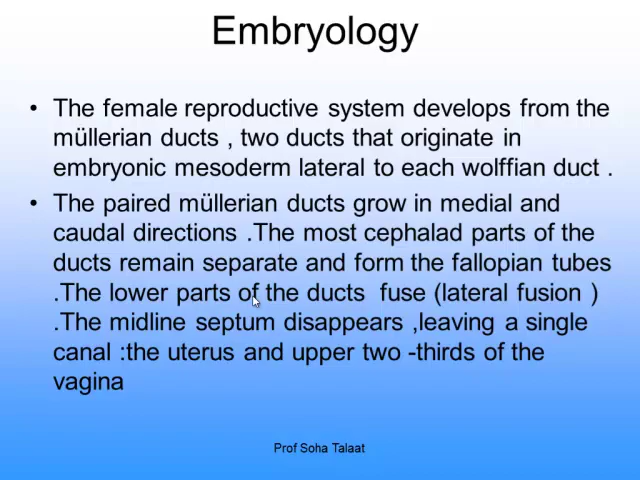 Embryology
• The female reproductive system develops from the
müllerian ducts , two ducts that originate in
embryonic mesoderm lateral to each wolffian duct .
• The paired müllerian ducts grow in medial and
caudal directions .The most cephalad parts of the
ducts remain separate and form the fallopian tubes
.The lower parts of the ducts fuse (lateral fusion )
.The midline septum disappears ,leaving a single
canal :the uterus and upper two -thirds of the
vagina
Prof Soha Talaat